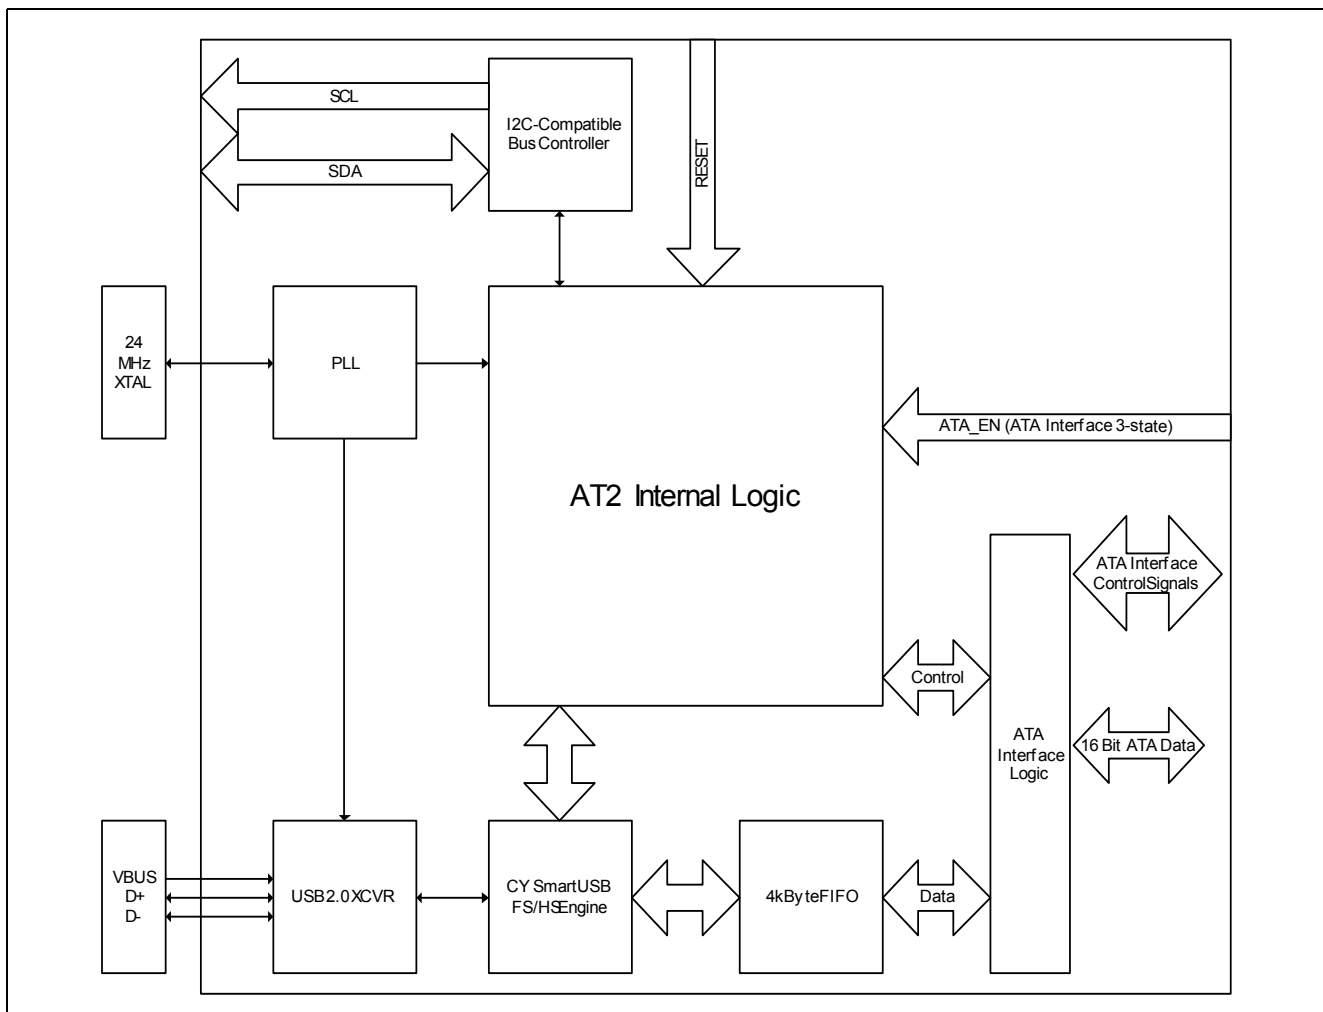 SCL
I2C-Compatible
Bus Controller
SDA
RESET
24
MHz
XTAL
PLL
ATA_EN (ATA Interface 3-state)
AT2 Internal Logic
ATA Interface
ControlSignals
Control
ATA
Interface
Logic
16 Bit ATA Data
VBUS
D+
D-
USB2.0XCVR
CY SmartUSB
FS/HSEngine
4kByteFIFO
Data